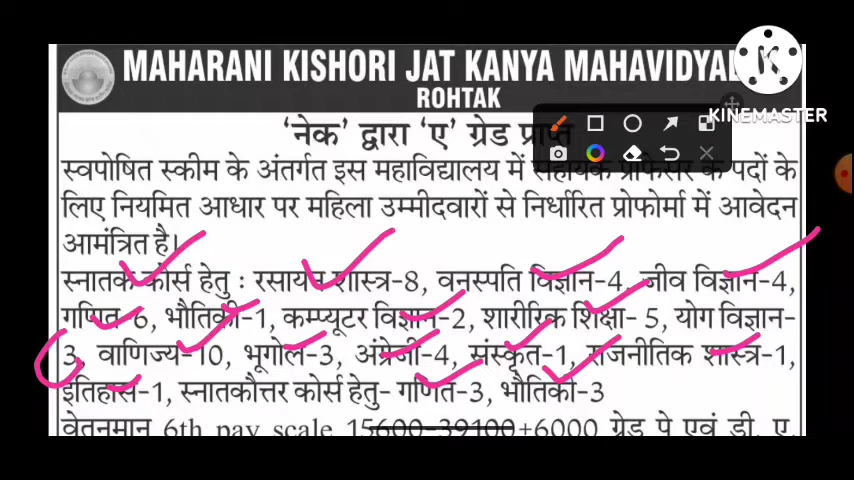 MAHARANI KISHORI JAT KANYA MAHAVIDYAL
ROHTAK
KINEMASTER
‘नेक’ द्वारा ‘ए’ ग्रेड प्राप्त
स्वपोषित स्कीम के अंतर्गत इस महाविद्यालय में सहायक प्रोफेसर के पदों के
लिए नियमित आधार पर महिला उम्मीदवारों से निर्धारित प्रोफोर्मा में आवेदन
आमंत्रित है।
स्नातक कोर्स हेतु : रसायन शास्त्र-8, वनस्पति विज्ञान-4, जीव विज्ञान-4,
गणित-6, भौतिकी-1, कम्प्यूटर विज्ञान-2, शारीरिक शिक्षा- 5, योग विज्ञान-
3, वाणिज्य-10, भूगोल-3, अंग्रेजी-4, संस्कृत-1, राजनीतिक शास्त्र-1,
इतिहास-1, स्नातकौत्तर कोर्स हेतु- गणित-3, भौतिकी-3
वेतनमान 6th pay scale 15600-39100+6000 ग्रेड पे एवं डी. ए.